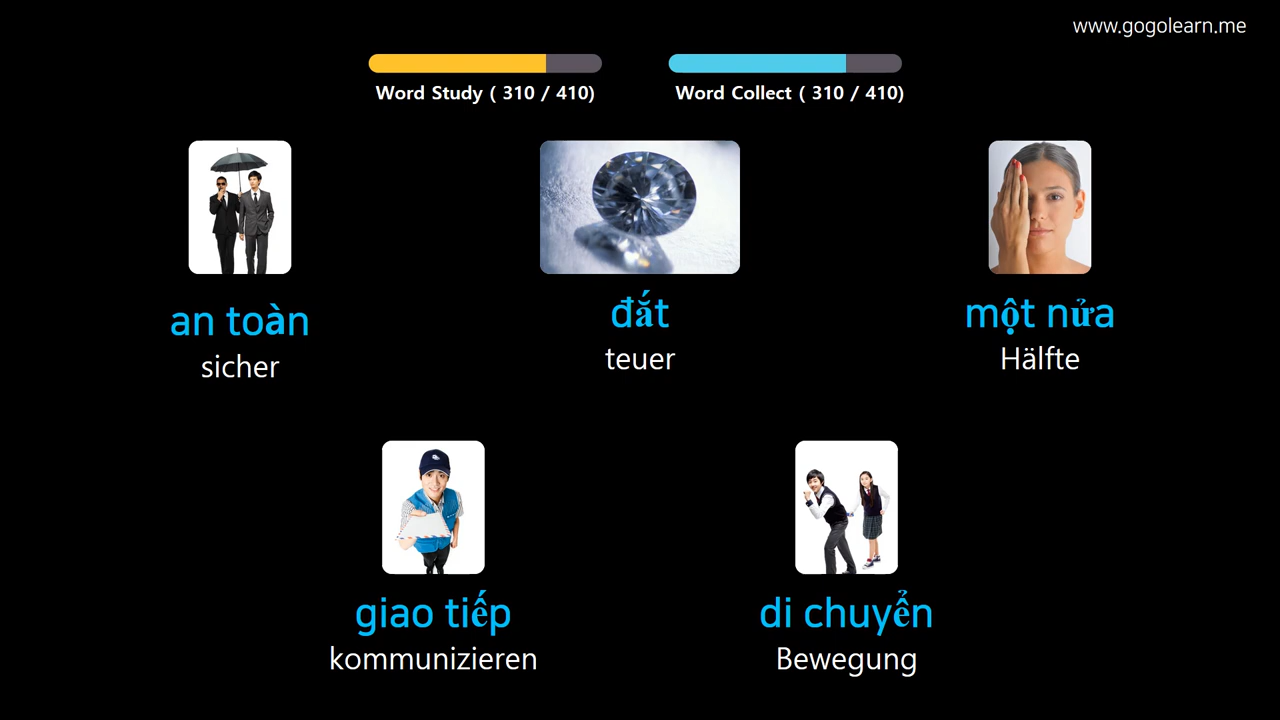 www.gogolearn.me
Word Study ( 310 / 410)
Word Collect ( 310 / 410)
an toàn
sicher
đắt
teuer
một nửa
Hälfte
giao tiếp
kommunizieren
di chuyển
Bewegung